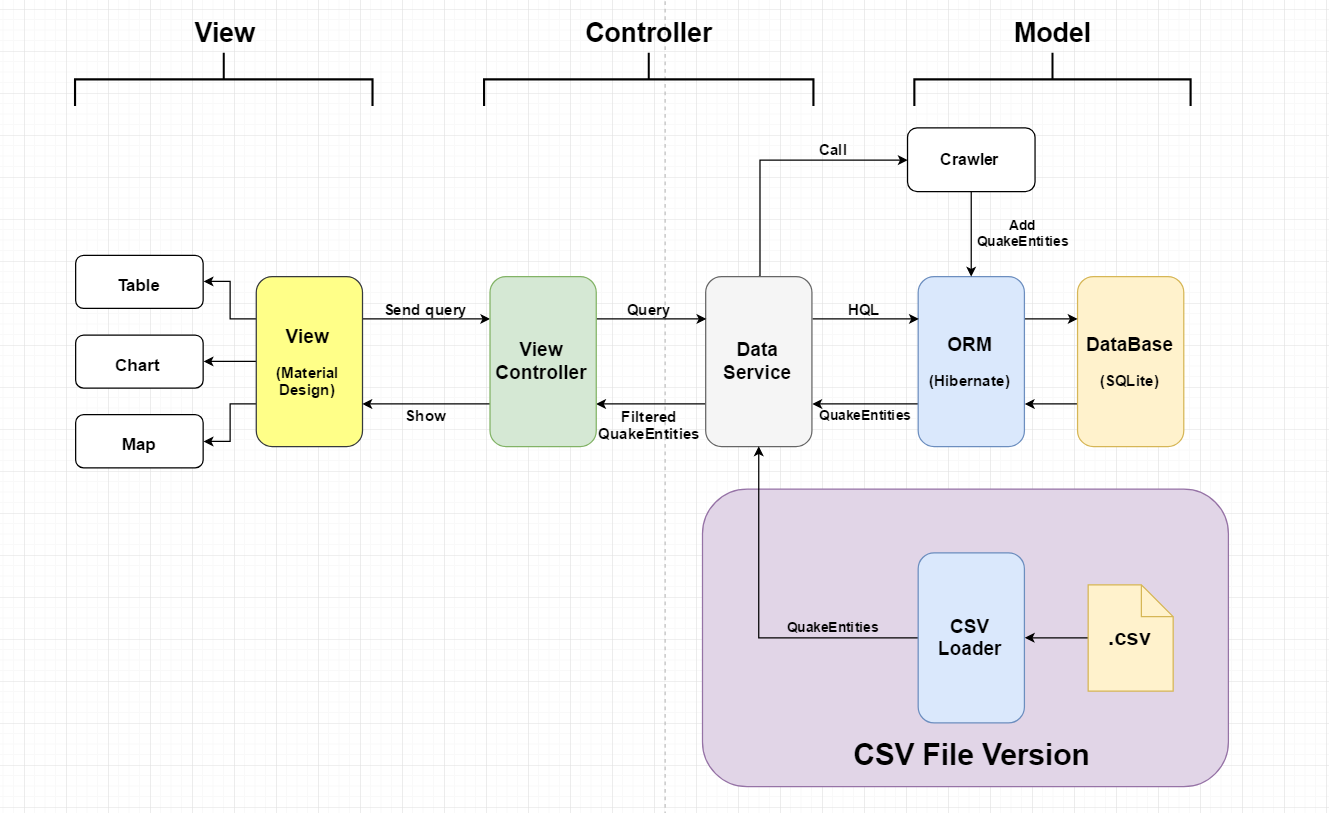 View
Controller
Model
Call
Crawler
Add
QuakeEntities
Table
Chart
Map
View
(Material
Design)
Send query
Show
View
Controller
Query
Filtered
QuakeEntities
Data
Service
HQL
QuakeEntities
ORM
(Hibernate)
DataBase
(SQLite)
QuakeEntities
CSV
Loader
.CSV
CSV File Version